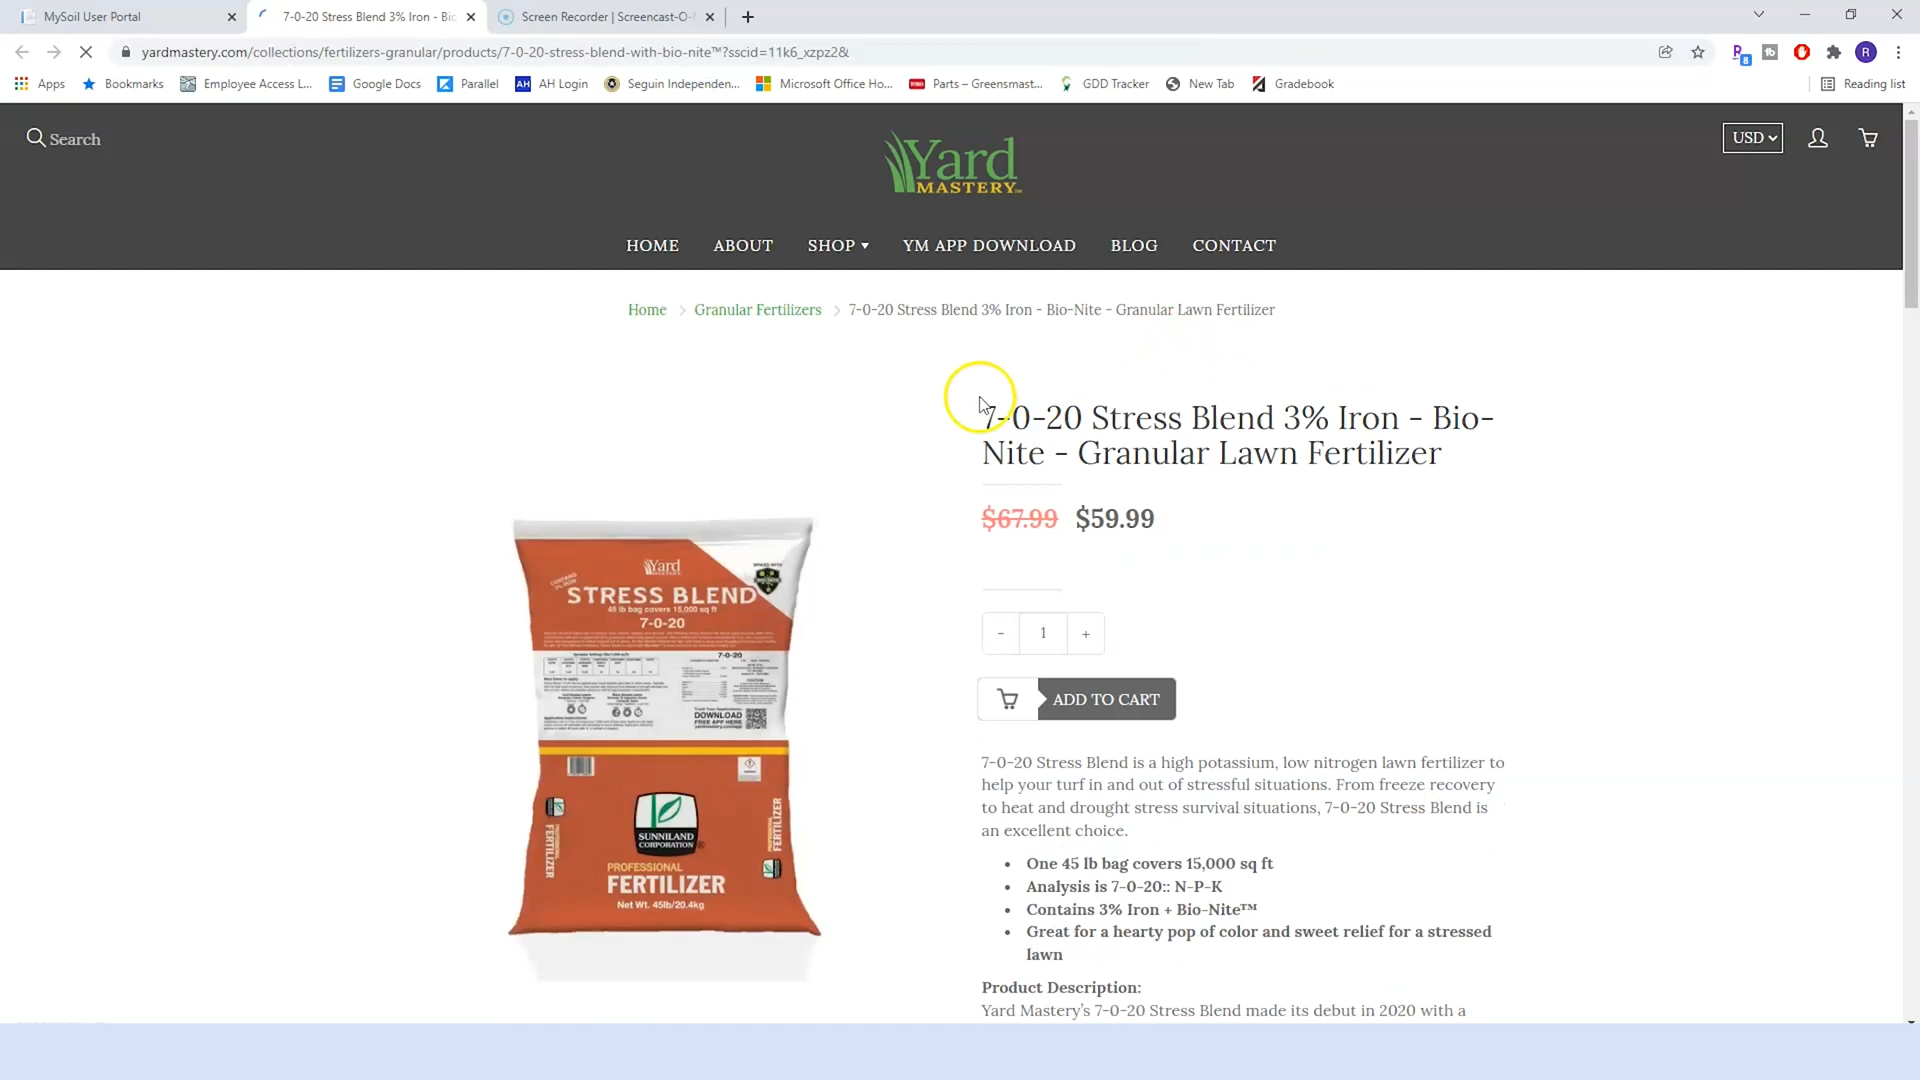 MySoil User Portal
7-0-20 Stress Blend 3% Iron - Bio
Screen Recorder | Screencast-O-
yardmastery.com/collections/fertilizers-granular/products/7-0-20-stress-blend-with-bio-nite™?sscid=11k6_xzpz2&
R
8
Apps
Bookmarks
Employee Access L...
Google Docs
Parallel
AH AH Login
Seguin Independen...
Microsoft Office Ho...
Parts – Greensmast...
GDD Tracker
New Tab
Gradebook
Reading list
Search
Yard
MASTERY™
USD
HOME
ABOUT
SHOP
YM APP DOWNLOAD
BLOG
CONTACT
Home
Granular Fertilizers
7-0-20 Stress Blend 3% Iron - Bio-Nite - Granular Lawn Fertilizer
7-0-20 Stress Blend 3% Iron - Bio-
Nite - Granular Lawn Fertilizer
$67.99 $59.99
- 1 +
ADD TO CART
7-0-20 Stress Blend is a high potassium, low nitrogen lawn fertilizer to
help your turf in and out of stressful situations. From freeze recovery
to heat and drought stress survival situations, 7-0-20 Stress Blend is
an excellent choice.
• One 45 lb bag covers 15,000 sq ft
• Analysis is 7-0-20:: N-P-K
• Contains 3% Iron + Bio-Nite™
• Great for a hearty pop of color and sweet relief for a stressed
lawn
Product Description:
Yard Mastery's 7-0-20 Stress Blend made its debut in 2020 with a
Yard
MASTERY
CONTAINS
3% IRON
STRESS BLEND
45 lb bag covers 15,000 sq ft
7-0-20
7-0-20
DOWNLOAD
FREE APP HERE
SUNNILAND
CORPORATION
PROFESSIONAL
FERTILIZER
Net Wt. 45lb/20.4kg
PROFESSIONAL
FERTILIZER
PROFESSIONAL
FERTILIZER